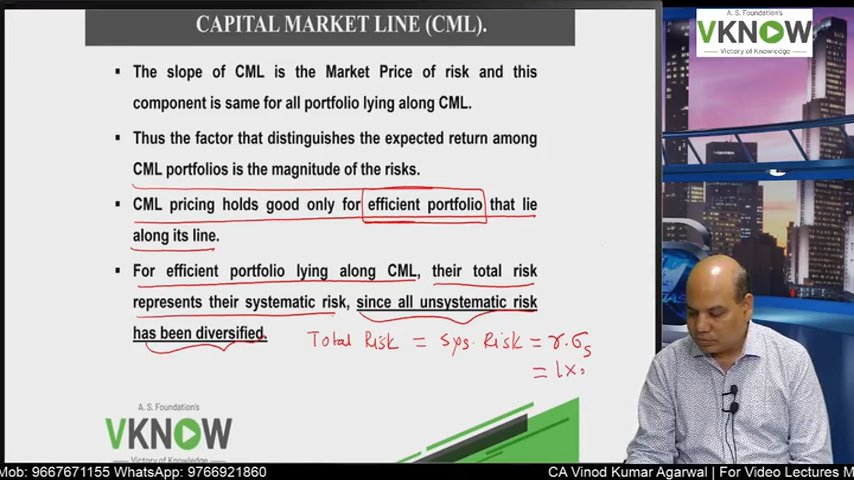 CAPITAL MARKET LINE (CML).
A. S. Foundation's
VKNOW
Victory of Knowledge
▪ The slope of CML is the Market Price of risk and this
component is same for all portfolio lying along CML.
▪ Thus the factor that distinguishes the expected return among
CML portfolios is the magnitude of the risks.
▪ CML pricing holds good only for efficient portfolio that lie
along its line.
▪ For efficient portfolio lying along CML, their total risk
represents their systematic risk, since all unsystematic risk
has been diversified.
Total Risk = Sys. Risk = r.σs
= 1×
A. S. Foundation's
VKNOW
Victory of Knowledge
Mob: 9667671155 WhatsApp: 9766921860
CA Vinod Kumar Agarwal | For Video Lectures M